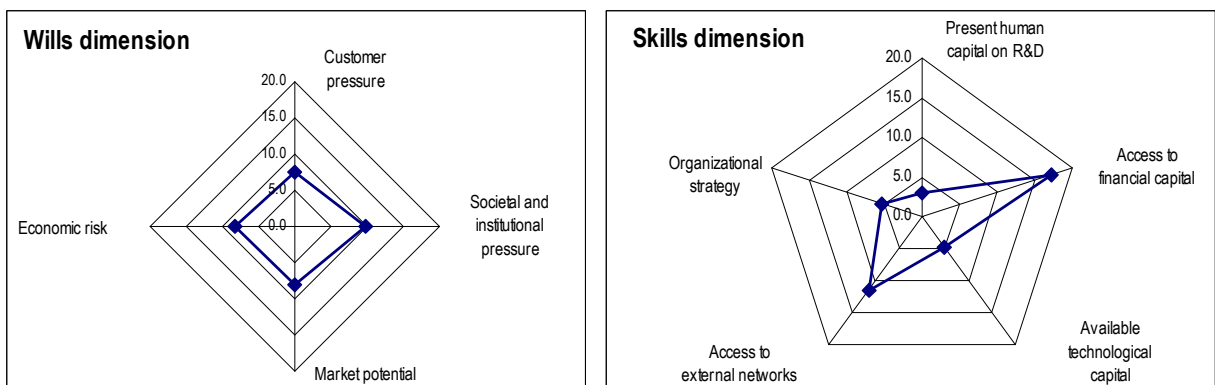 Wills dimension
Customer
pressure
20.0
15.0
10.0
5.0
0.0
Economic risk
Societal and
institutional
pressure
Market potential
Skills dimension
Present human
capital on R&D
20.0
15.0
10.0
5.0
0.0
Organizational
strategy
Access to
financial capital
Access to
external networks
Available
technological
capital